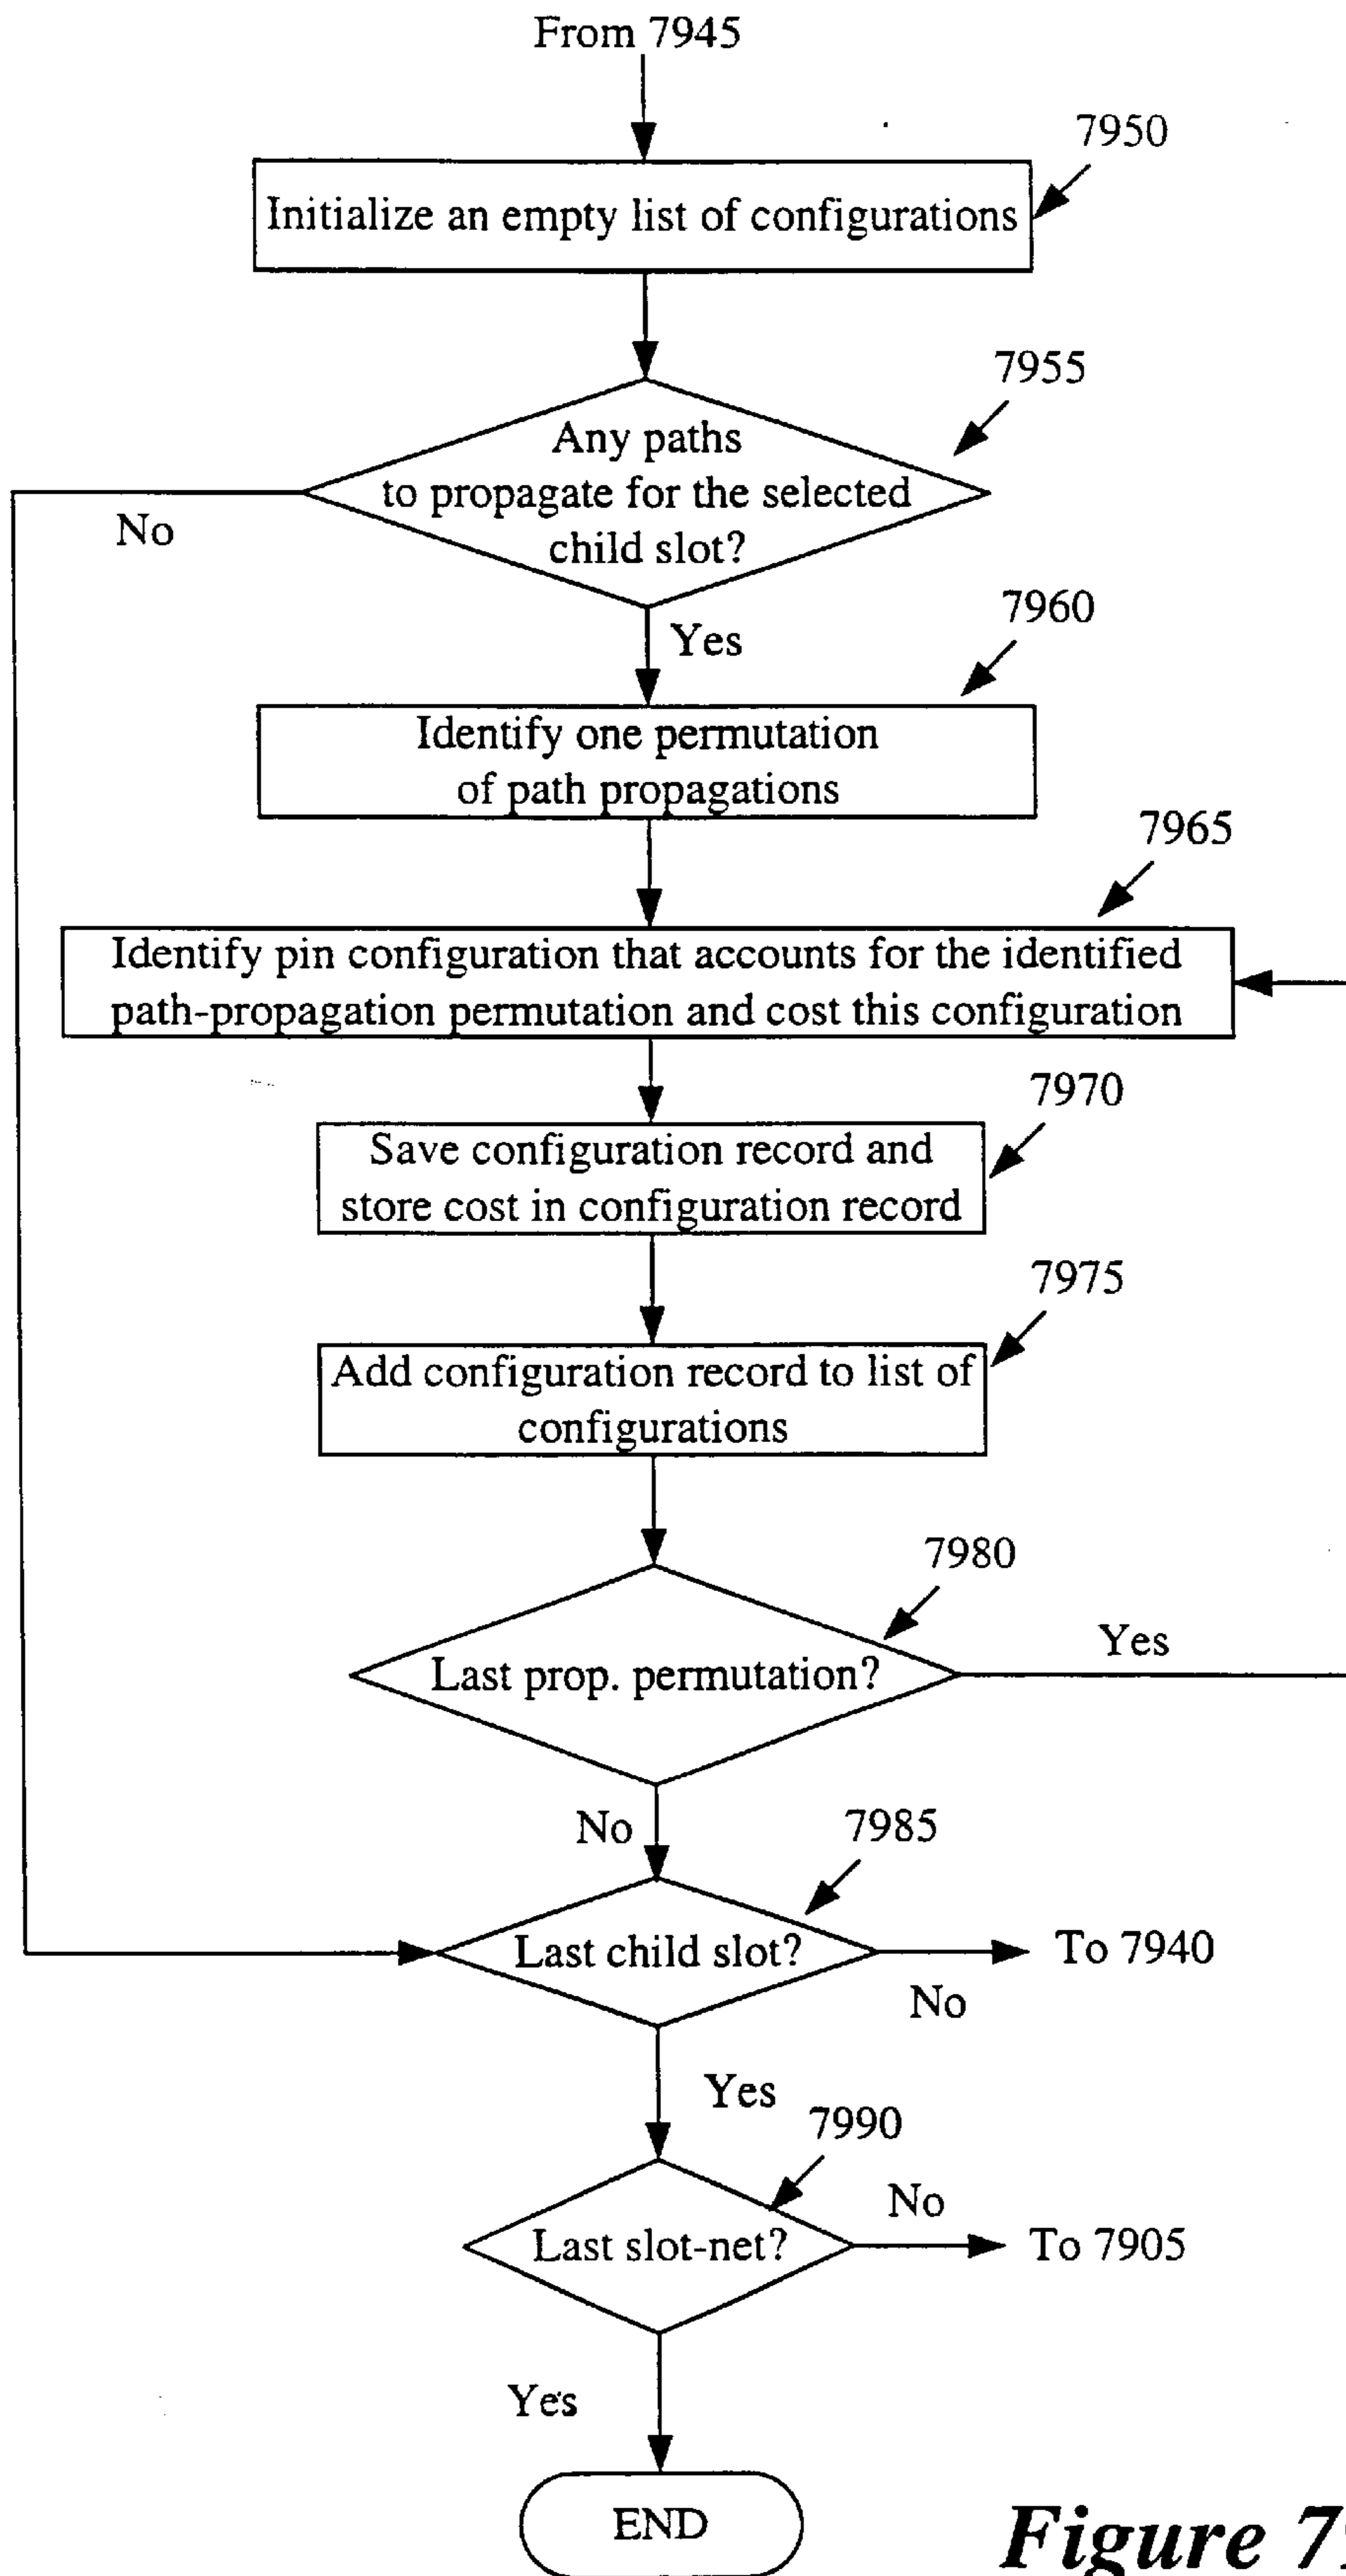 From 7945
7950
Initialize an empty list of configurations
7955
Any paths
to propagate for the selected
child slot?
No
Yes
7960
Identify one permutation
of path propagations
7965
Identify pin configuration that accounts for the identified
path-propagation permutation and cost this configuration
7970
Save configuration record and
store cost in configuration record
7975
Add configuration record to list of
configurations
7980
Last prop. permutation?
Yes
No
7985
Last child slot?
To 7940
No
Yes
7990
Last slot-net?
No
To 7905
Yes
END
Figure 7